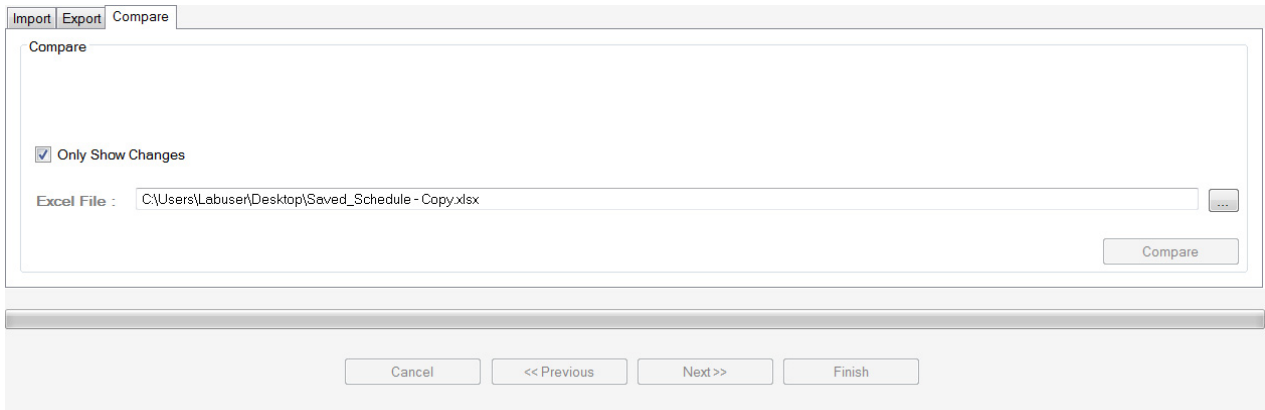 Import Export Compare
Compare
Only Show Changes
Excel File : C:\Users\Labuser\Desktop\Saved_Schedule - Copy.xlsx ...
Compare
Cancel << Previous Next >> Finish